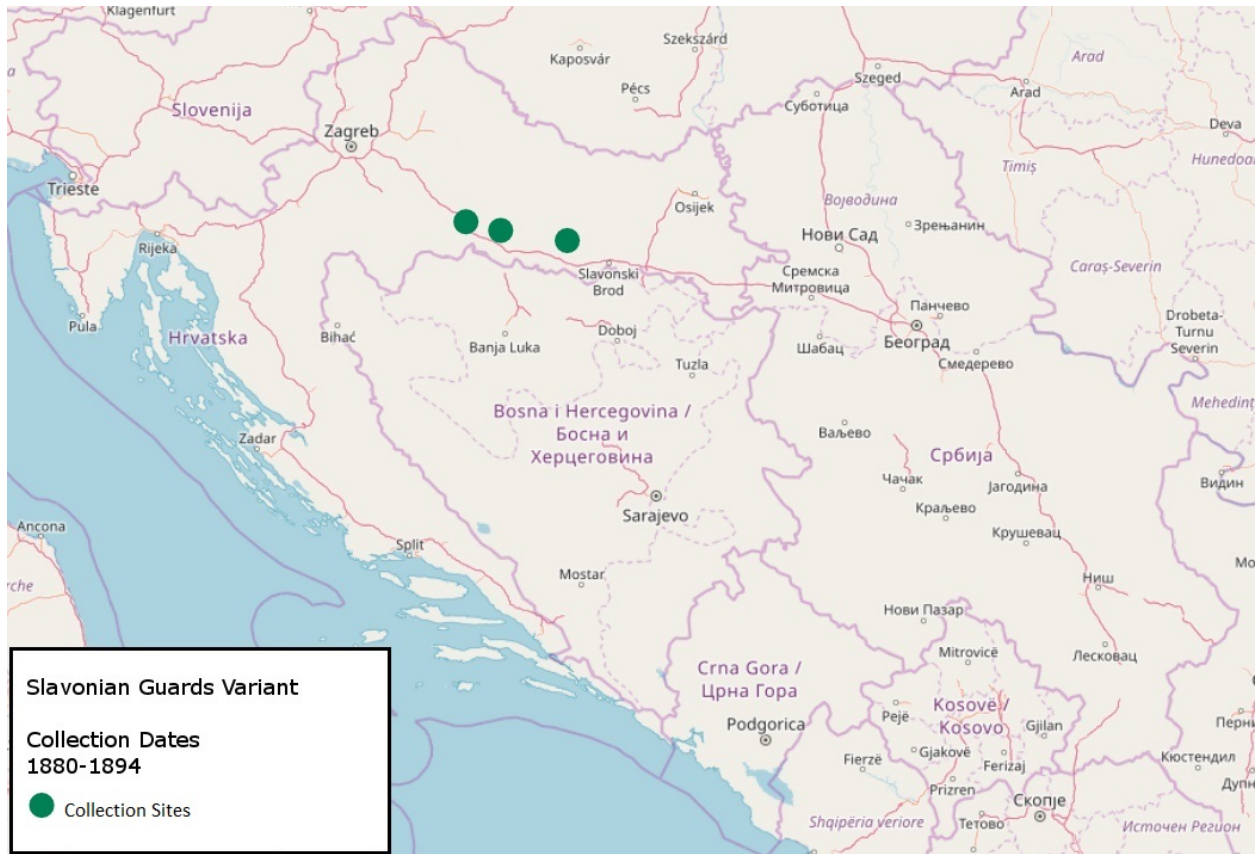 Klagenfurt
Szekszárd
Kaposvár
Arad
Szeged
Pécs
Arad
Суботица
Slovenija
Deva
Zagreb
Timiș
Trieste
Osijek
Војводина
Зрењанин
Rijeka
Нови Сад
Slavonski
Brod
Сремска
Митровица
Caraș-Severin
Панчево
Drobeta-
Turnu
Severin
Pula
Hrvatska
Bihać
Banja Luka
Doboj
Шабац
Београд
Смедерево
Tuzla
Bosna i Hercegovina /
Босна и
Херцеговина
Zadar
Ваљево
Србија
Видин
Чачак
Јагодина
Краљево
Sarajevo
Крушевац
Ancona
Split
Mostar
Ниш
Нови Пазар
Mitrovicë
Лесковац
Crna Gora /
Црна Гора
Kosovë /
Kosovo
Pejë
Gjilan
Podgorica
Gjakovë
Ferizaj
Fierzë
Prizren
Кюстендил
Скопје
Тетово
Shqipëria veriore
Источен Регион
Slavonian Guards Variant
Collection Dates
1880-1894
Collection Sites